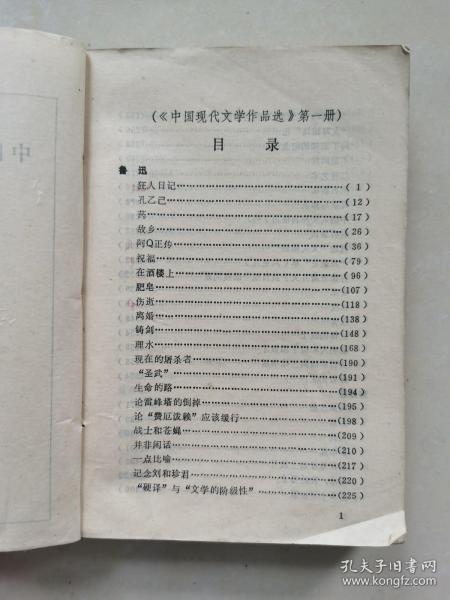 (《中国现代文学作品选》第一册)
目 录
鲁 迅
狂人日记…………………………………(1)
孔乙己……………………………………(12)
药…………………………………………(17)
故乡………………………………………(26)
阿Q正传…………………………………(36)
祝福………………………………………(79)
在酒楼上…………………………………(96)
肥皂………………………………………(107)
伤逝………………………………………(118)
离婚………………………………………(138)
铸剑………………………………………(148)
理水………………………………………(168)
现在的屠杀者……………………………(190)
“圣武”……………………………………(191)
生命的路…………………………………(194)
论雷峰塔的倒掉…………………………(195)
论“费厄泼赖”应该缓行…………………(198)
战士和苍蝇………………………………(209)
并非闲话…………………………………(210)
一点比喻…………………………………(217)
记念刘和珍君……………………………(220)
“硬译”与“文学的阶级性”………………(225)
1
中
孔夫子旧书网
www.kongfz.com